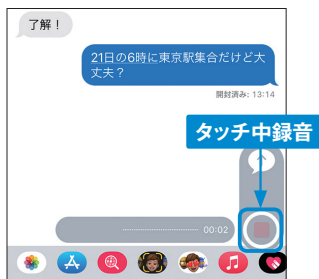 了解！
21日の6時に東京駅集合だけど大
丈夫？
開封済み: 13:14
タッチ中録音
00:02